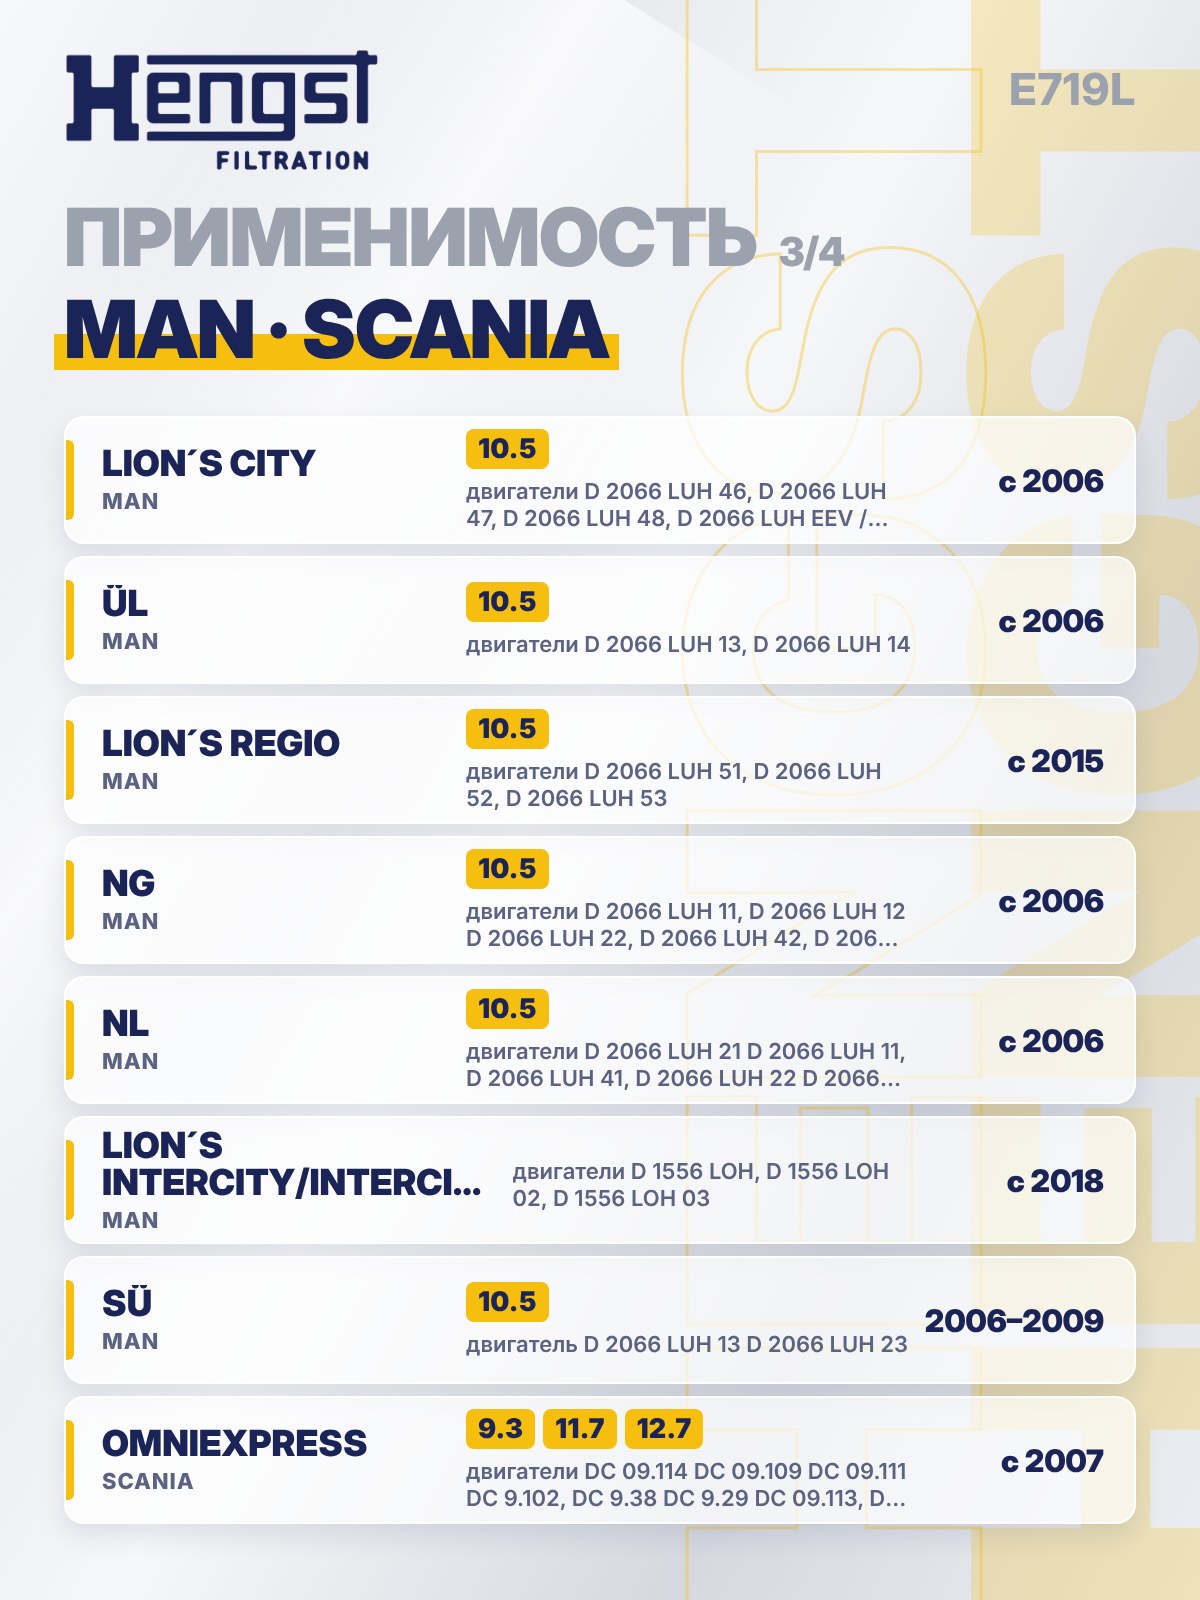 Hengst
FILTRATION
E719L
ПРИМЕНИМОСТЬ 3/4
MAN · SCANIA
LION´S CITY
MAN
10.5
двигатели D 2066 LUH 46, D 2066 LUH
47, D 2066 LUH 48, D 2066 LUH EEV /...
с 2006
ÜL
MAN
10.5
двигатели D 2066 LUH 13, D 2066 LUH 14
с 2006
LION´S REGIO
MAN
10.5
двигатели D 2066 LUH 51, D 2066 LUH
52, D 2066 LUH 53
с 2015
NG
MAN
10.5
двигатели D 2066 LUH 11, D 2066 LUH 12
D 2066 LUH 22, D 2066 LUH 42, D 206...
с 2006
NL
MAN
10.5
двигатели D 2066 LUH 21 D 2066 LUH 11,
D 2066 LUH 41, D 2066 LUH 22 D 2066...
с 2006
LION´S
INTERCITY/INTERCI...
MAN
двигатели D 1556 LOH, D 1556 LOH
02, D 1556 LOH 03
с 2018
SÜ
MAN
10.5
двигатель D 2066 LUH 13 D 2066 LUH 23
2006–2009
OMNIEXPRESS
SCANIA
9.3 11.7 12.7
двигатели DC 09.114 DC 09.109 DC 09.111
DC 9.102, DC 9.38 DC 9.29 DC 09.113, D...
с 2007
HENGST